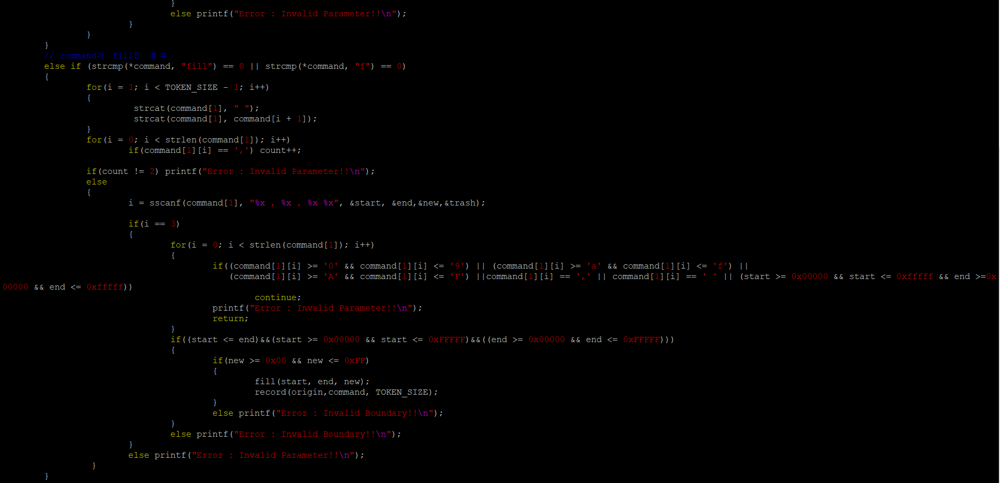 }
else printf("Error : Invalid Parameter!!\n");
}
}
}
// command가 fill인 경우
else if (strcmp(*command, "fill") == 0 || strcmp(*command, "f") == 0)
{
for(i = 1; i < TOKEN_SIZE - 1; i++)
{
strcat(command[1], " ");
strcat(command[1], command[i + 1]);
}
for(i = 0; i < strlen(command[1]); i++)
if(command[1][i] == ',') count++;
if(count != 2) printf("Error : Invalid Parameter!!\n");
else
{
i = sscanf(command[1], "%x , %x , %x %x", &start, &end,&new,&trash);
if(i == 3)
{
for(i = 0; i < strlen(command[1]); i++)
{
if((command[1][i] >= '0' && command[1][i] <= '9') || (command[1][i] >= 'a' && command[1][i] <= 'f') ||
(command[1][i] >= 'A' && command[1][i] <= 'F') ||command[1][i] == ',' || command[1][i] == ' ' || (start >= 0x00000 && start <= 0xfffff && end >=0x
00000 && end <= 0xfffff))
continue;
printf("Error : Invalid Parameter!!\n");
return;
}
if((start <= end)&&(start >= 0x00000 && start <= 0xFFFFF)&&((end >= 0x00000 && end <= 0xFFFFF)))
{
if(new >= 0x00 && new <= 0xFF)
{
fill(start, end, new);
record(origin,command, TOKEN_SIZE);
}
else printf("Error : Invalid Boundary!!\n");
}
else printf("Error : Invalid Boundary!!\n");
}
else printf("Error : Invalid Parameter!!\n");
}
}